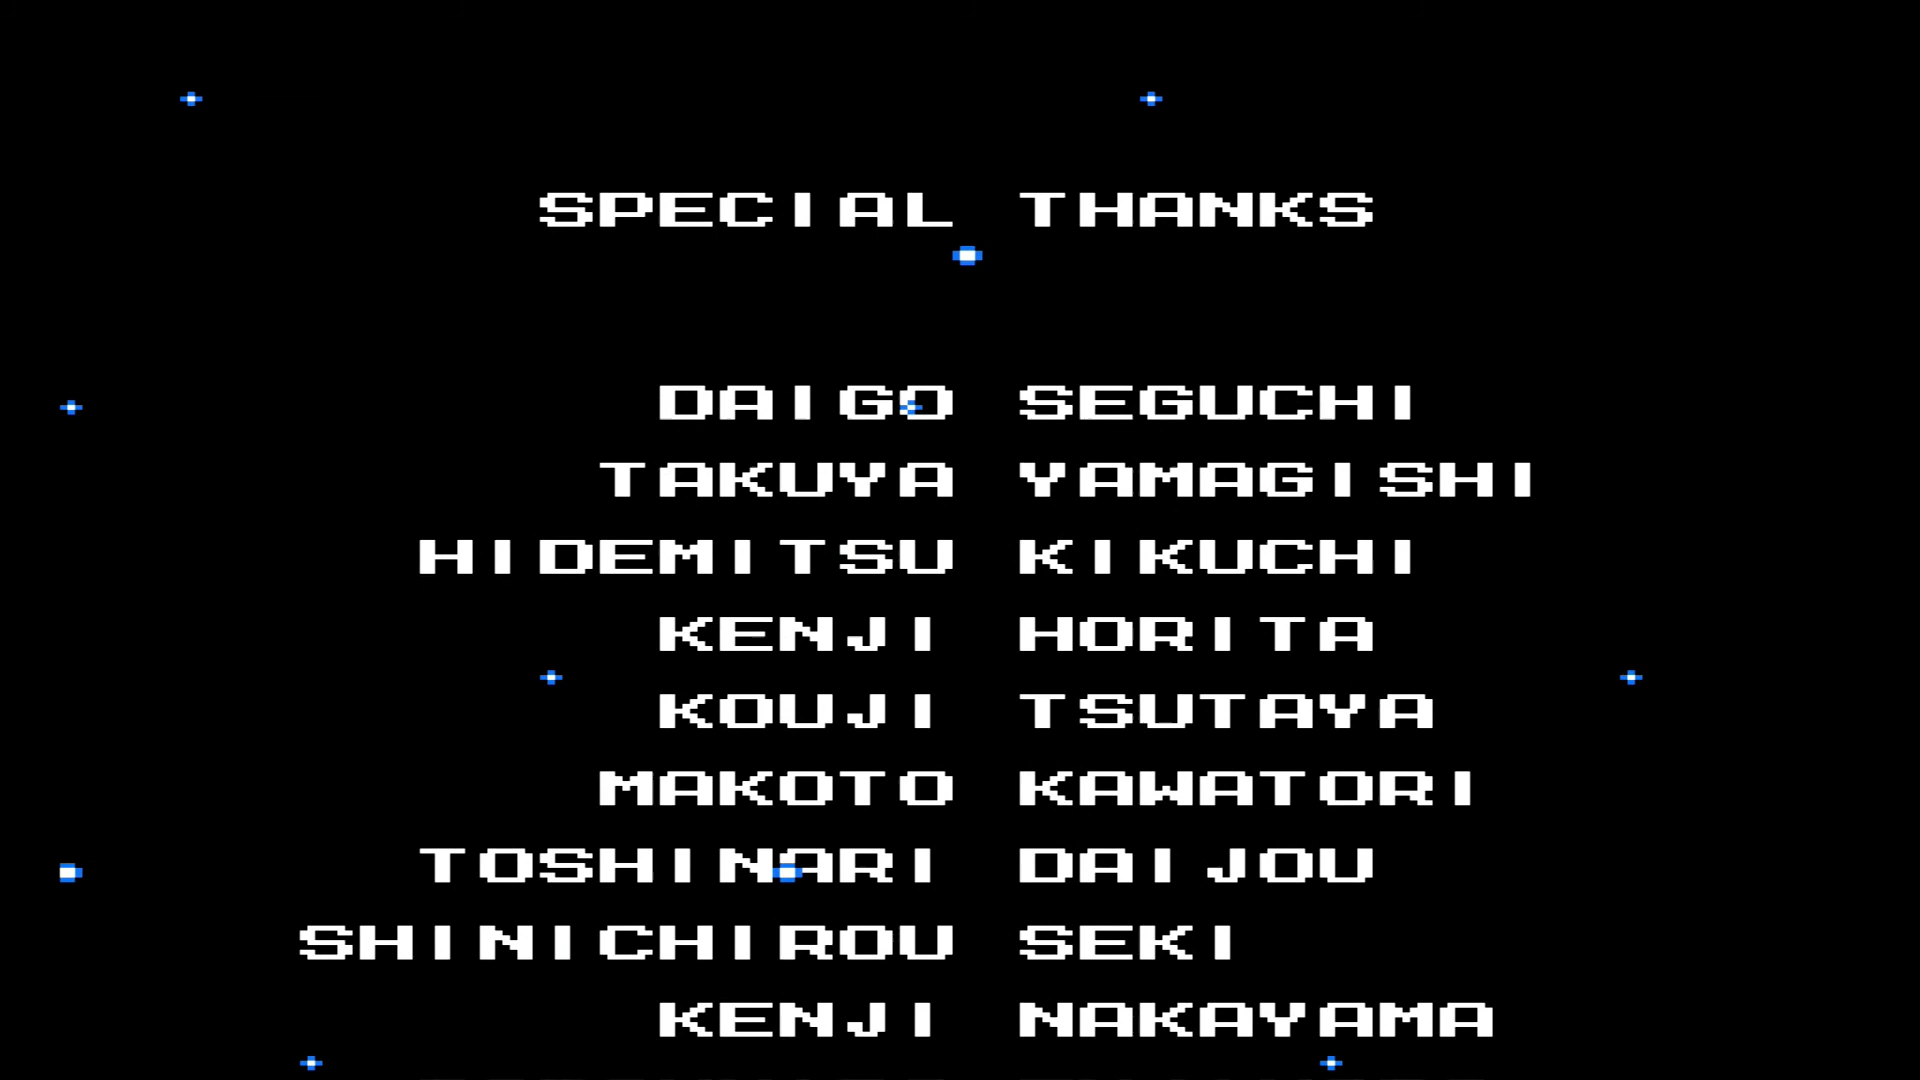 SPECIAL THANKS
DAIGO SEGUCHI
TAKUYA YAMAGISHI
HIDEMITSU KIKUCHI
KENJI HORITA
KOUJI TSUTAYA
MAKOTO KAWATORI
TOSHINARI DAIJOU
SHINICHIROU SEKI
KENJI NAKAYAMA